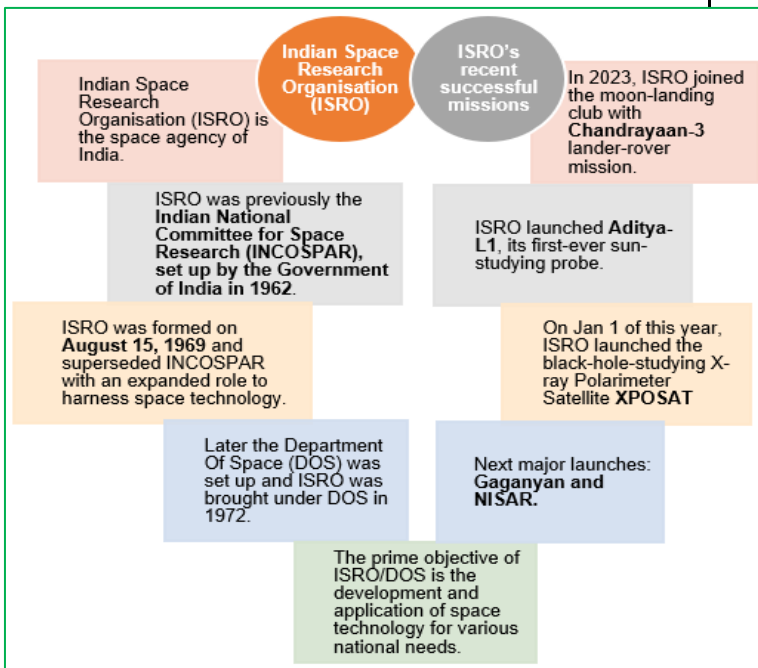 Indian Space
Research
Organisation
(ISRO)
ISRO's
recent
successful
missions
Indian Space
Research
Organisation (ISRO) is
the space agency of
India.
ISRO was previously the
Indian National
Committee for Space
Research (INCOSPAR),
set up by the Government
of India in 1962.
ISRO was formed on
August 15, 1969 and
superseded INCOSPAR
with an expanded role to
harness space technology.
Later the Department
Of Space (DOS) was
set up and ISRO was
brought under DOS in
1972.
In 2023, ISRO joined
the moon-landing
club with
Chandrayaan-3
lander-rover
mission.
ISRO launched Aditya-
L1, its first-ever sun-
studying probe.
On Jan 1 of this year,
ISRO launched the
black-hole-studying X-
ray Polarimeter
Satellite XPOSAT
Next major launches:
Gaganyan and
NISAR.
The prime objective of
ISRO/DOS is the
development and
application of space
technology for various
national needs.